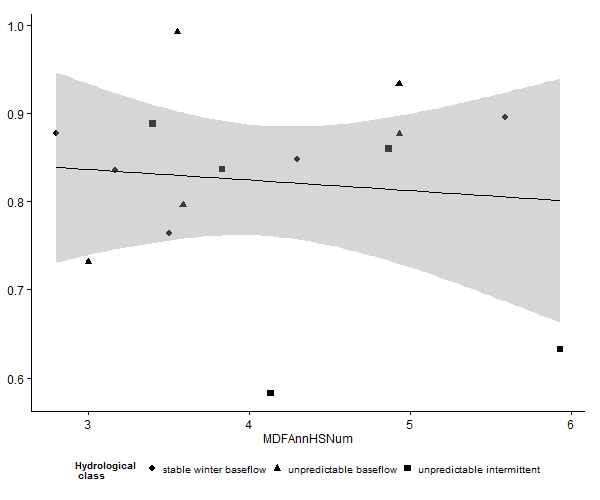 1.0
0.9
0.8
0.7
0.6
3 4 5 6
MDFAnnHSNum
Hydrological
class
stable winter baseflow unpredictable baseflow unpredictable intermittent